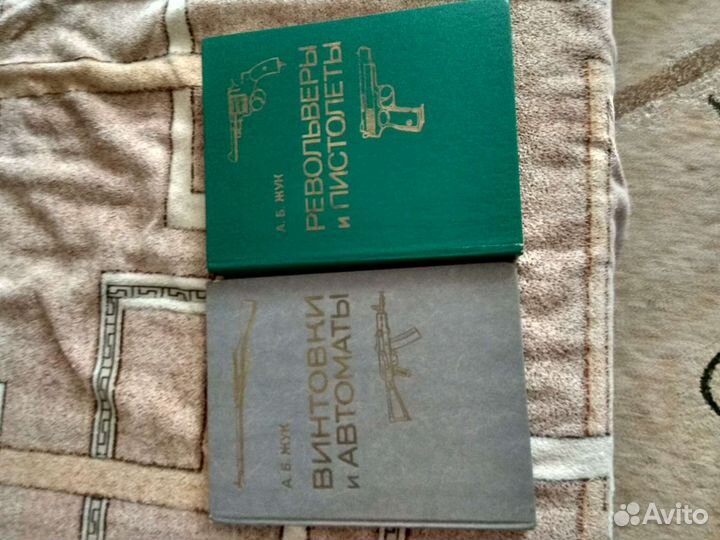 А. Б. ЖУК
РЕВОЛЬВЕРЫ
и ПИСТОЛЕТЫ
А. Б. ЖУК
ВИНТОВКИ
и АВТОМАТЫ
Avito